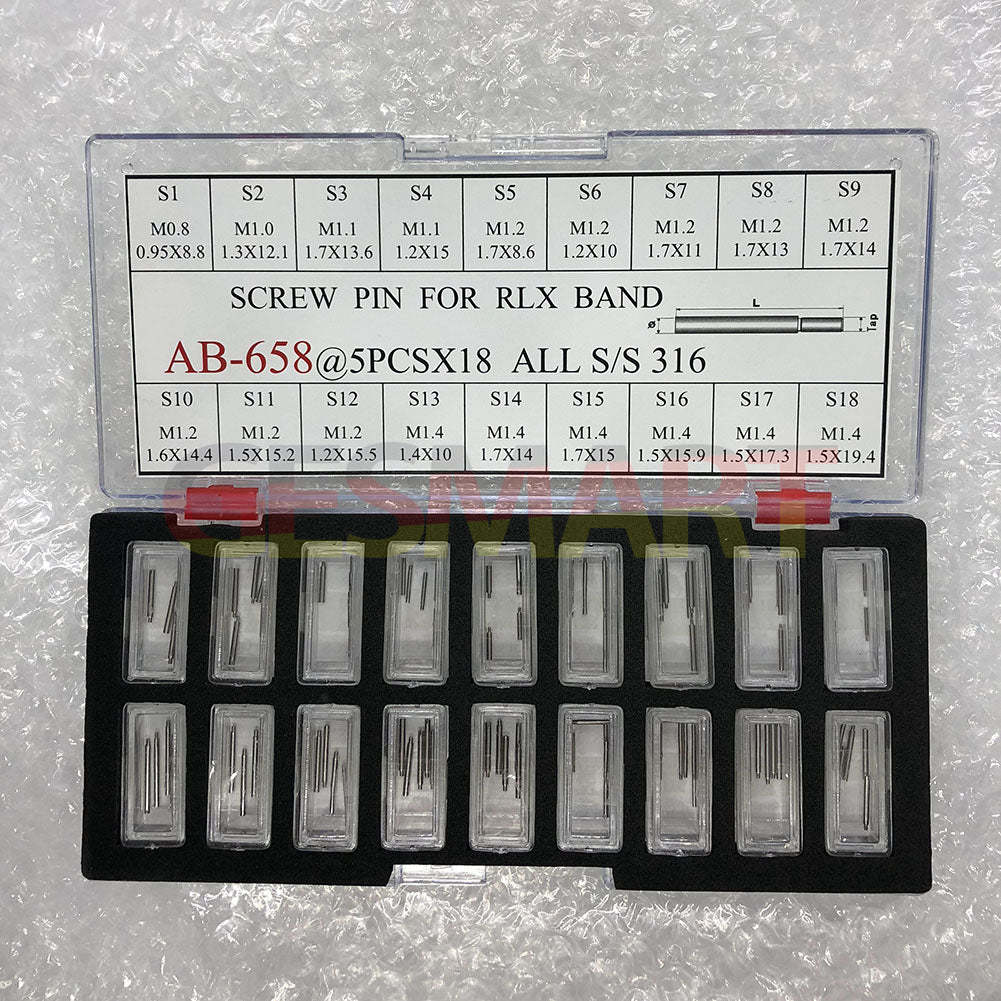 S1 S2 S3 S4 S5 S6 S7 S8 S9
M0.8 M1.0 M1.1 M1.1 M1.2 M1.2 M1.2 M1.2 M1.2
0.95X8.8 1.3X12.1 1.7X13.6 1.2X15 1.7X8.6 1.2X10 1.7X11 1.7X13 1.7X14
SCREW PIN FOR RLX BAND
L
Ø
Tap
AB-658@5PCSX18 ALL S/S 316
S10 S11 S12 S13 S14 S15 S16 S17 S18
M1.2 M1.2 M1.2 M1.4 M1.4 M1.4 M1.4 M1.4 M1.4
1.6X14.4 1.5X15.2 1.2X15.5 1.4X10 1.7X14 1.7X15 1.5X15.9 1.5X17.3 1.5X19.4
GESMART